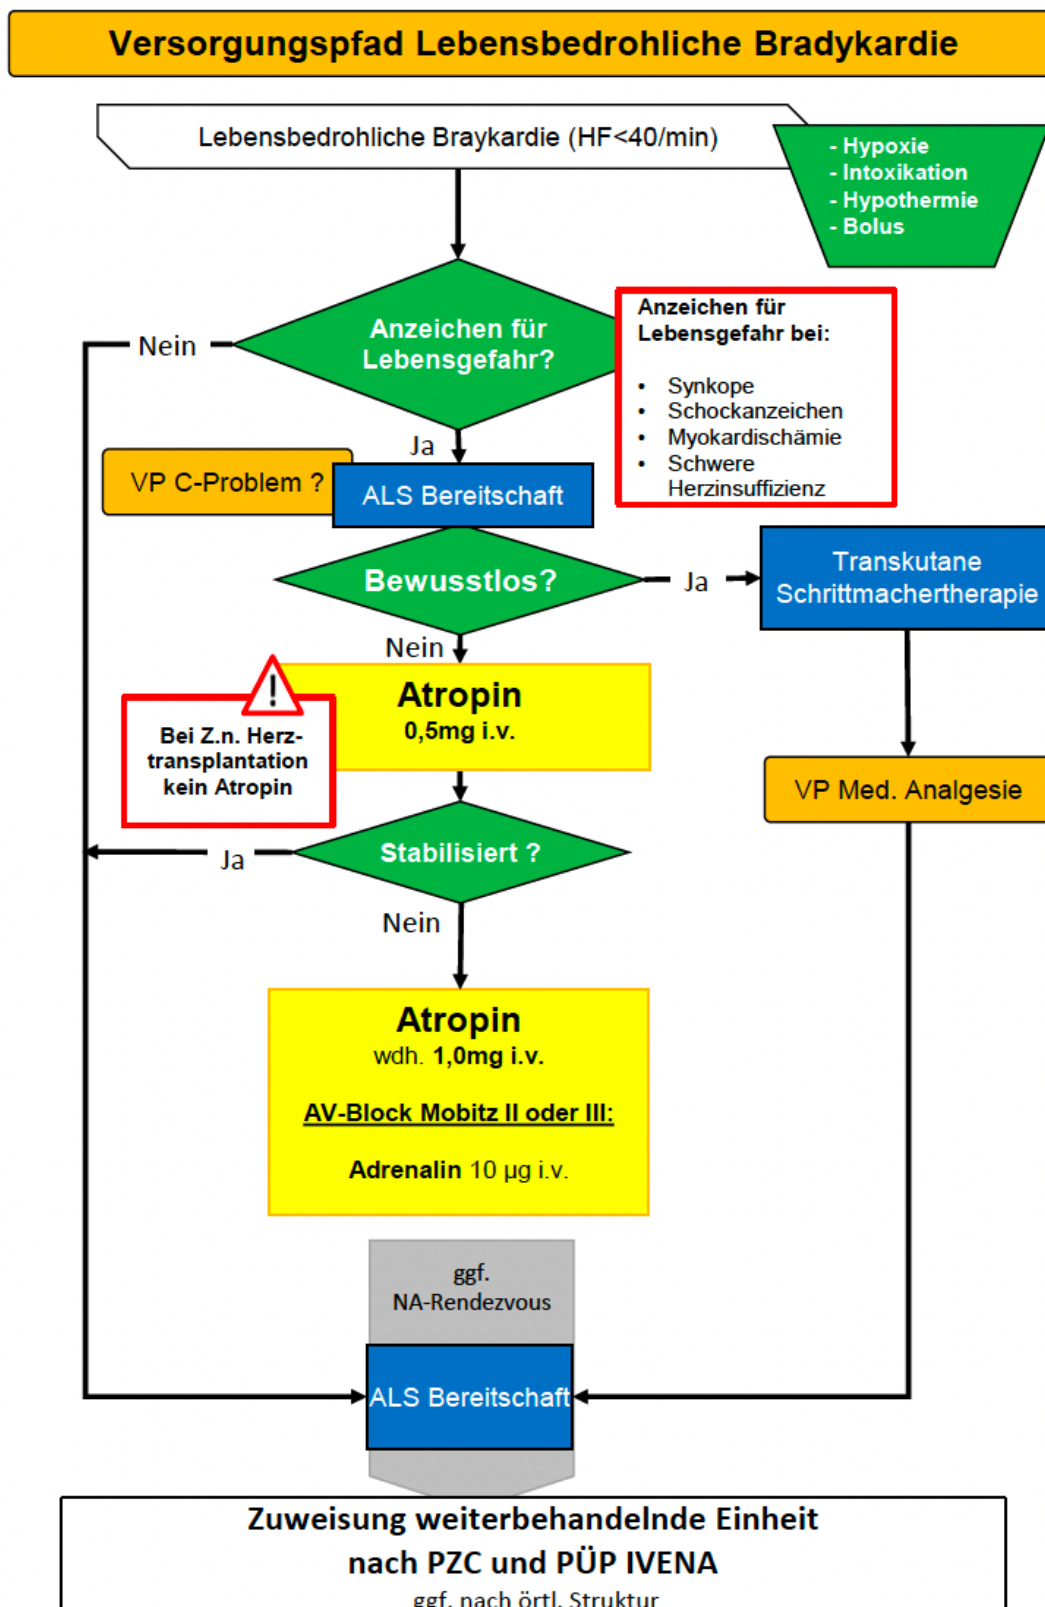 Versorgungspfad Lebensbedrohliche Bradykardie
Lebensbedrohliche Braykardie (HF<40/min)
- Hypoxie
- Intoxikation
- Hypothermie
- Bolus
Anzeichen für
Lebensgefahr?
Nein
Anzeichen für
Lebensgefahr bei:
• Synkope
• Schockanzeichen
• Myokardischämie
• Schwere
Herzinsuffizienz
Ja
VP C-Problem ?
ALS Bereitschaft
Bewusstlos?
Ja
Transkutane
Schrittmachertherapie
Nein
Atropin
0,5mg i.v.
!
Bei Z.n. Herz-
transplantation
kein Atropin
VP Med. Analgesie
Stabilisiert ?
Ja
Nein
Atropin
wdh. 1,0mg i.v.
AV-Block Mobitz II oder III:
Adrenalin 10 µg i.v.
ggf.
NA-Rendezvous
ALS Bereitschaft
Zuweisung weiterbehandelnde Einheit
nach PZC und PÜP IVENA
ggf. nach örtl. Struktur